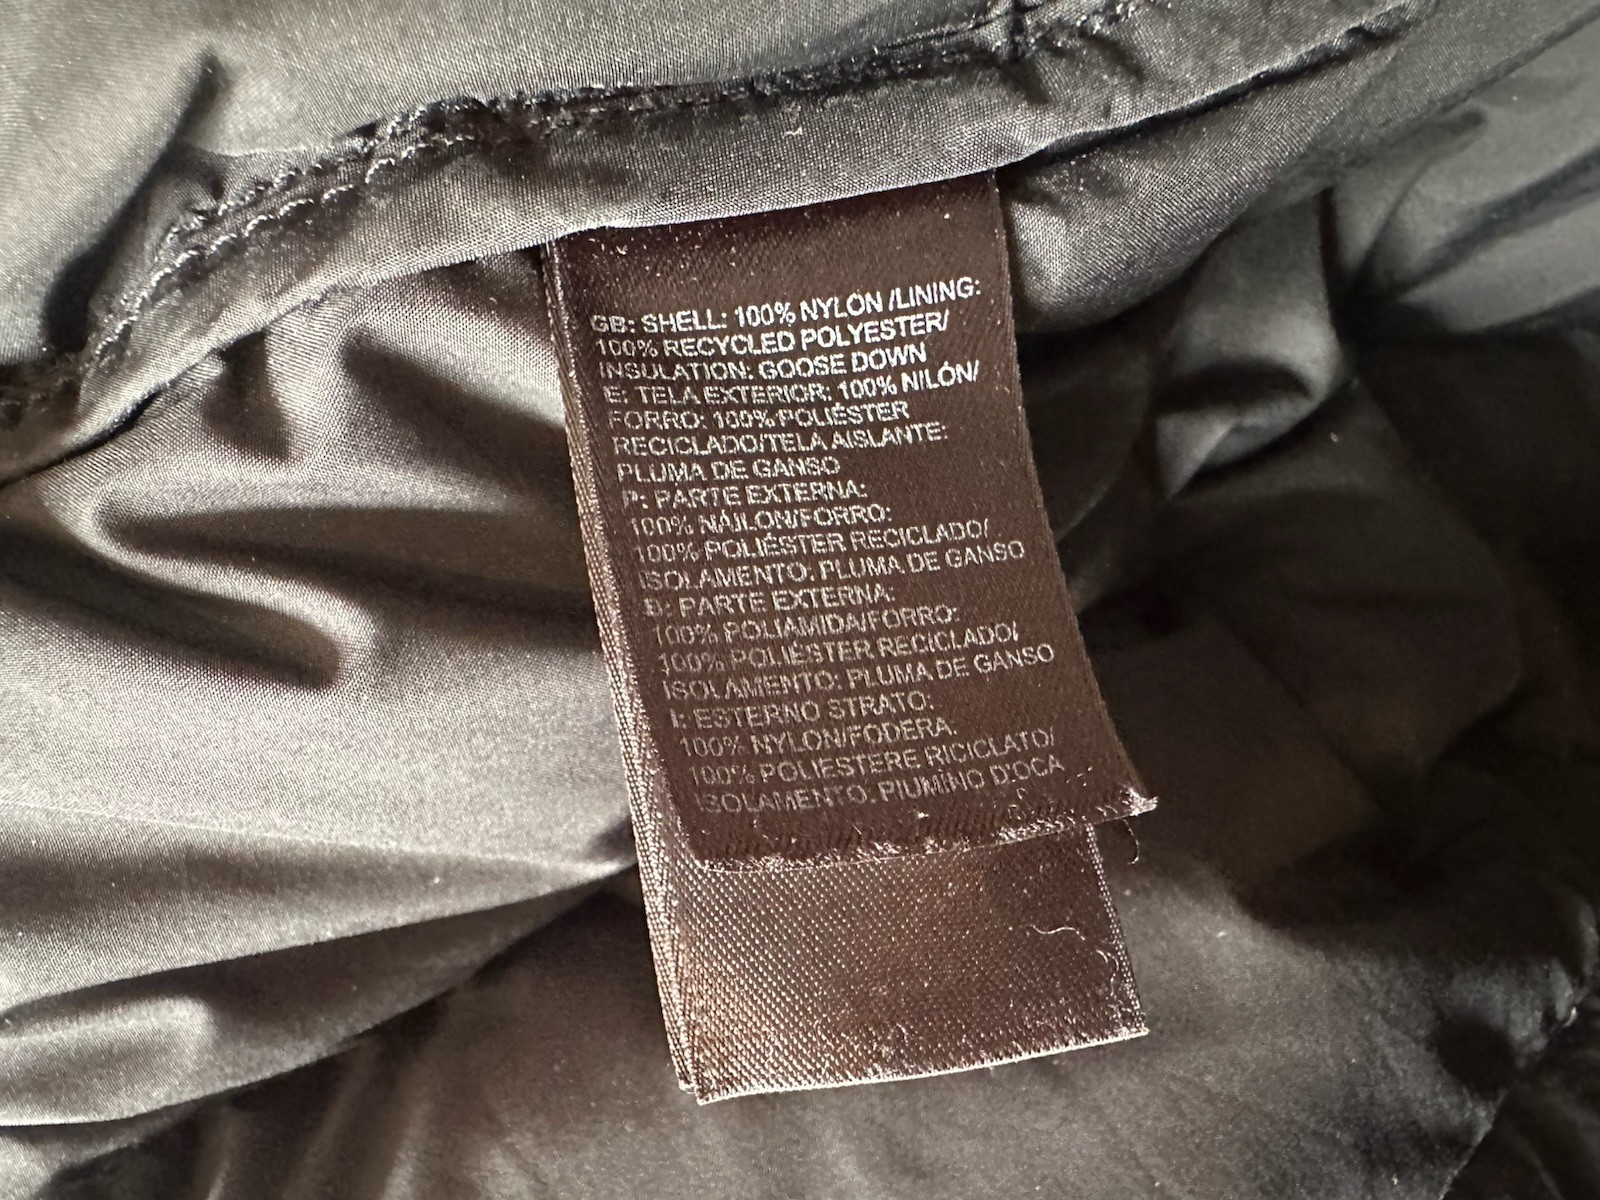 GB: SHELL: 100% NYLON /LINING:
100% RECYCLED POLYESTER/
INSULATION: GOOSE DOWN
E: TELA EXTERIOR: 100% NILÓN/
FORRO: 100% POLIÉSTER
RECICLADO/TELA AISLANTE:
PLUMA DE GANSO
P: PARTE EXTERNA:
100% NÁILON/FORRO:
100% POLIÉSTER RECICLADO/
ISOLAMENTO: PLUMA DE GANSO
B: PARTE EXTERNA:
100% POLIAMIDA/FORRO:
100% POLIÉSTER RECICLADO/
ISOLAMENTO: PLUMA DE GANSO
I: ESTERNO STRATO:
100% NYLON/FODERA:
100% POLIESTERE RICICLATO/
ISOLAMENTO: PIUMINO D'OCA